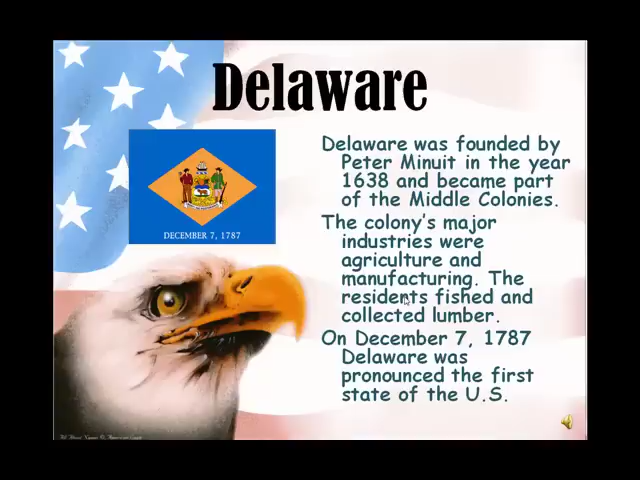 Delaware
Delaware was founded by
Peter Minuit in the year
1638 and became part
of the Middle Colonies.
The colony's major
industries were
agriculture and
manufacturing. The
residents fished and
collected lumber.
On December 7, 1787
Delaware was
pronounced the first
state of the U.S.
DECEMBER 7, 1787